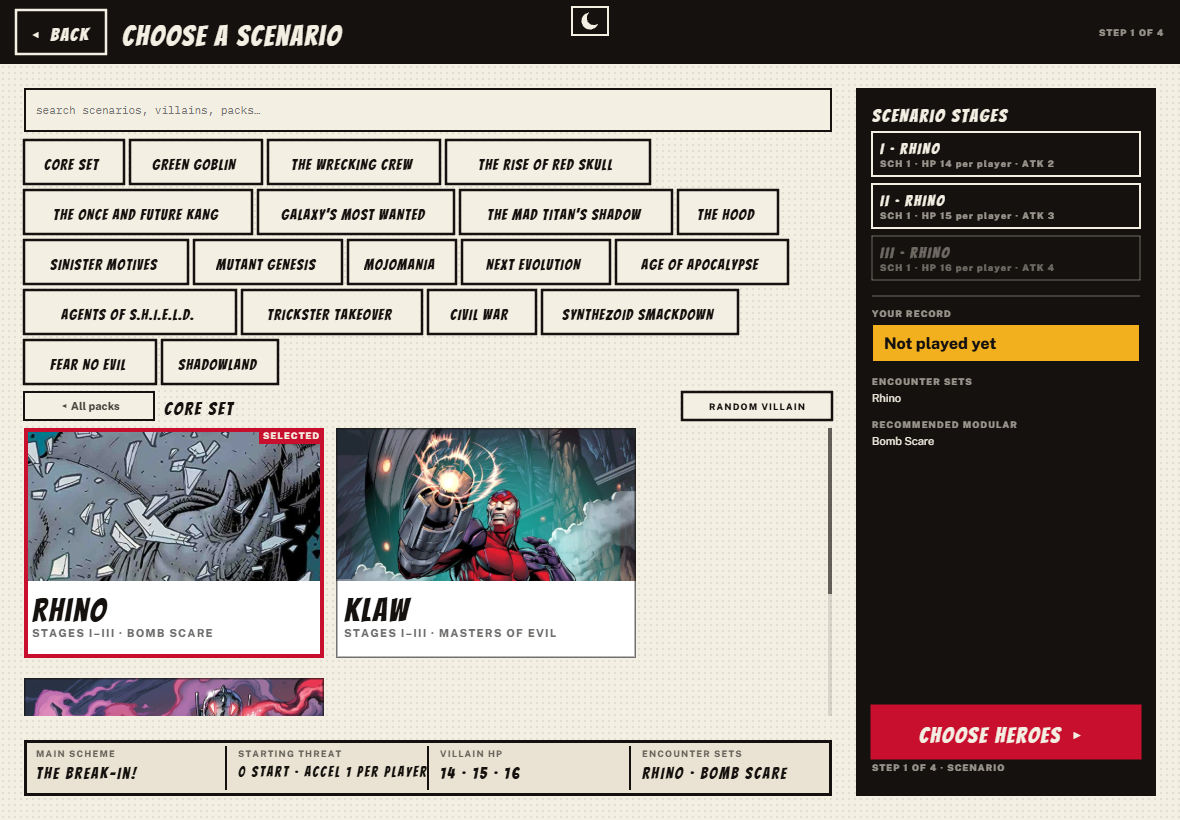 ◂ BACK
CHOOSE A SCENARIO
STEP 1 OF 4
search scenarios, villains, packs…
CORE SET
GREEN GOBLIN
THE WRECKING CREW
THE RISE OF RED SKULL
THE ONCE AND FUTURE KANG
GALAXY'S MOST WANTED
THE MAD TITAN'S SHADOW
THE HOOD
SINISTER MOTIVES
MUTANT GENESIS
MOJOMANIA
NEXT EVOLUTION
AGE OF APOCALYPSE
AGENTS OF S.H.I.E.L.D.
TRICKSTER TAKEOVER
CIVIL WAR
SYNTHEZOID SMACKDOWN
FEAR NO EVIL
SHADOWLAND
◂ All packs
CORE SET
RANDOM VILLAIN
SELECTED
RHINO
STAGES I–III · BOMB SCARE
KLAW
STAGES I–III · MASTERS OF EVIL
MAIN SCHEME
THE BREAK-IN!
STARTING THREAT
0 START · ACCEL 1 PER PLAYER
VILLAIN HP
14 · 15 · 16
ENCOUNTER SETS
RHINO · BOMB SCARE
SCENARIO STAGES
I · RHINO
SCH 1 · HP 14 per player · ATK 2
II · RHINO
SCH 1 · HP 15 per player · ATK 3
III · RHINO
SCH 1 · HP 16 per player · ATK 4
YOUR RECORD
Not played yet
ENCOUNTER SETS
Rhino
RECOMMENDED MODULAR
Bomb Scare
CHOOSE HEROES ▸
STEP 1 OF 4 · SCENARIO